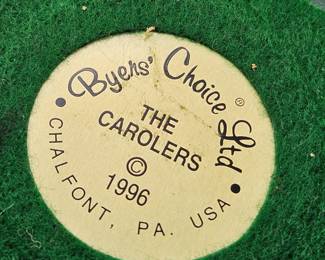 Byers' Choice ® Ltd
THE
CAROLERS
©
1996
• CHALFONT, PA. USA •